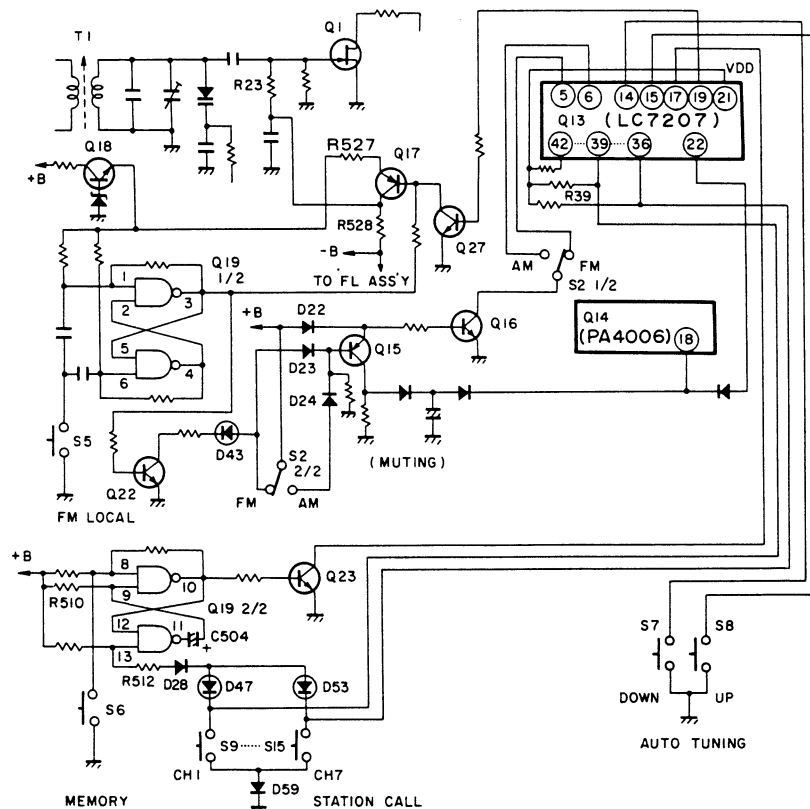 T1
Q1
R23
VDD
5 6 14 15 17 19 21
Q13 (LC7207)
42 39 36 22
Q18
+B
R527
Q17
R39
R528
Q27
-B
TO FL ASS'Y
AM FM
S2 1/2
Q19
1/2
1
2
3
5
6
4
+B
D22
Q16
Q14
(PA4006) 18
D23
Q15
D24
S5
D43
S2
2/2
(MUTING)
Q22
FM AM
FM LOCAL
+B
8
9
10
Q23
R510
Q19 2/2
12
11
13
C504
+
R512
D28
D47
D53
S6
S7 S8
S9 S15
DOWN UP
CH1 CH7
D59
AUTO TUNING
MEMORY STATION CALL